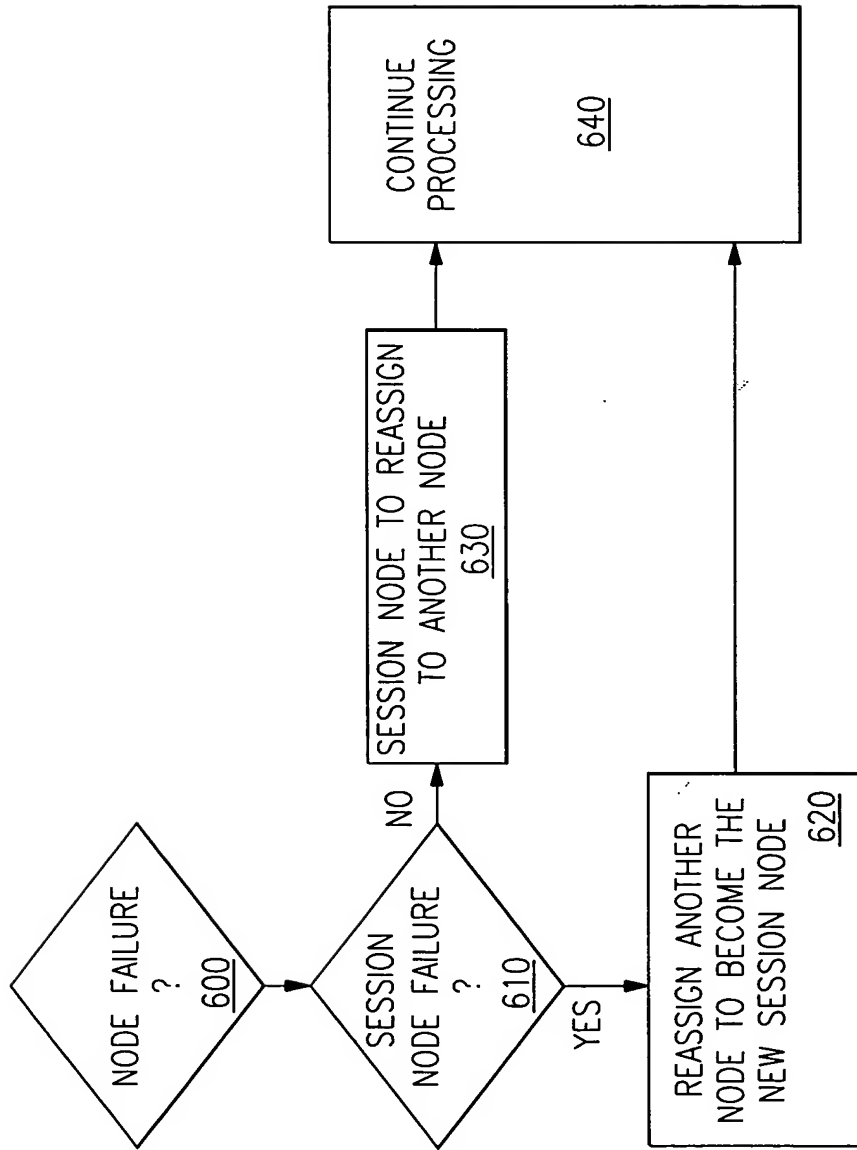 NODE FAILURE
?
600
SESSION
NODE FAILURE
?
610
NO
YES
SESSION NODE TO REASSIGN
TO ANOTHER NODE
630
REASSIGN ANOTHER
NODE TO BECOME THE
NEW SESSION NODE
620
CONTINUE
PROCESSING
640